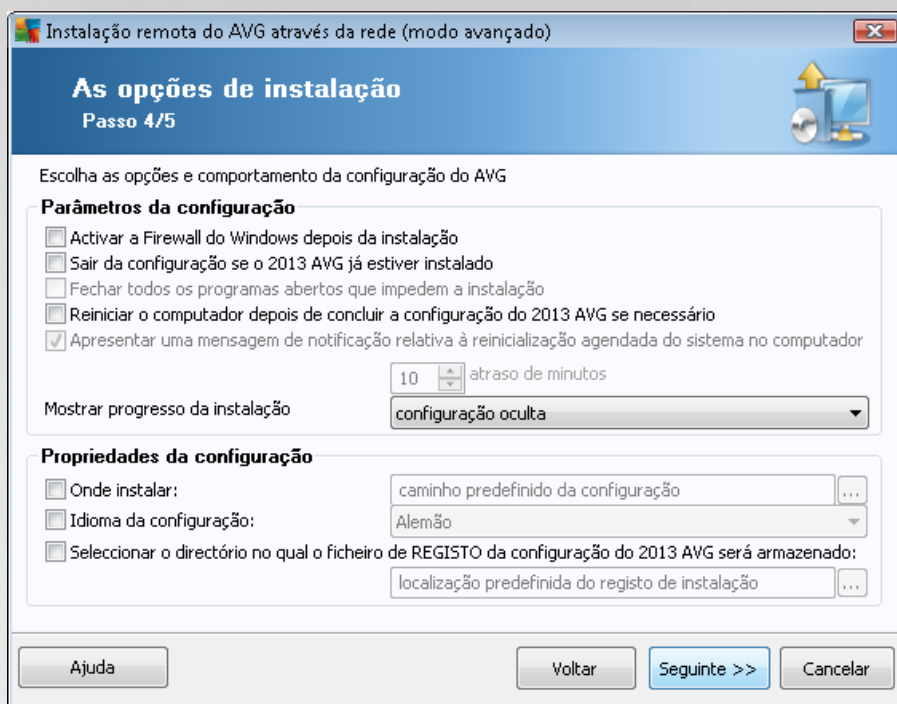 Instalação remota do AVG através da rede (modo avançado)
As opções de instalação
Passo 4/5
Escolha as opções e comportamento da configuração do AVG
Parâmetros da configuração
Activar a Firewall do Windows depois da instalação
Sair da configuração se o 2013 AVG já estiver instalado
Fechar todos os programas abertos que impedem a instalação
Reiniciar o computador depois de concluir a configuração do 2013 AVG se necessário
Apresentar uma mensagem de notificação relativa à reinicialização agendada do sistema no computador
10 atraso de minutos
Mostrar progresso da instalação configuração oculta
Propriedades da configuração
Onde instalar: caminho predefinido da configuração ...
Idioma da configuração: Alemão
Seleccionar o directório no qual o ficheiro de REGISTO da configuração do 2013 AVG será armazenado:
localização predefinida do registo de instalação ...
Ajuda Voltar Seguinte >> Cancelar